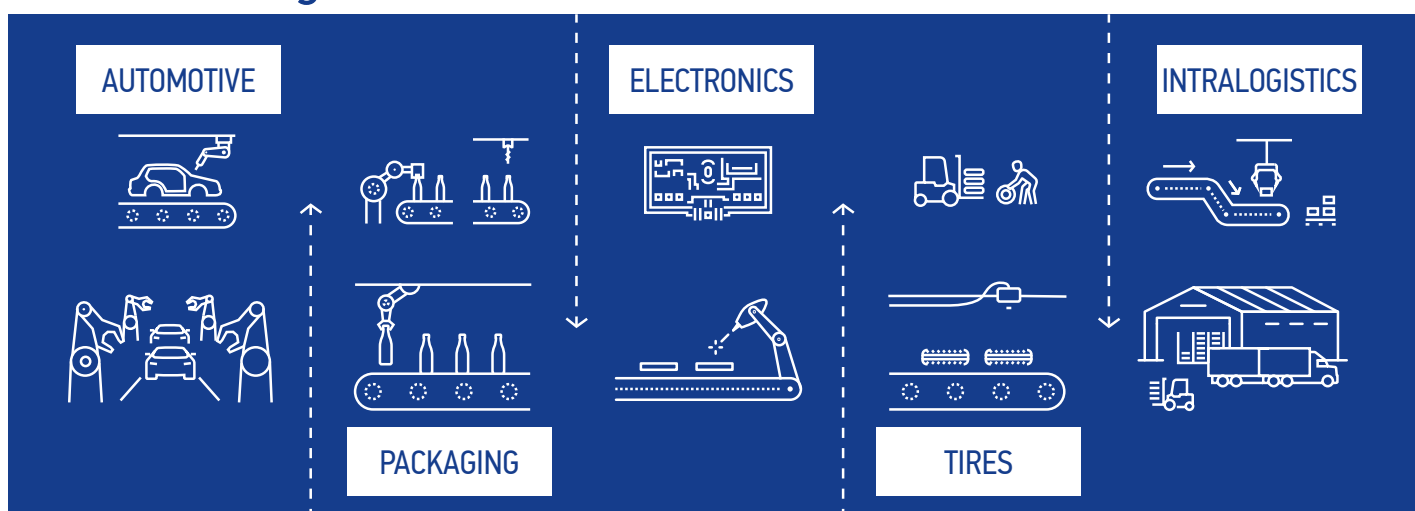 AUTOMOTIVE
ELECTRONICS
INTRALOGISTICS
PACKAGING
TIRES